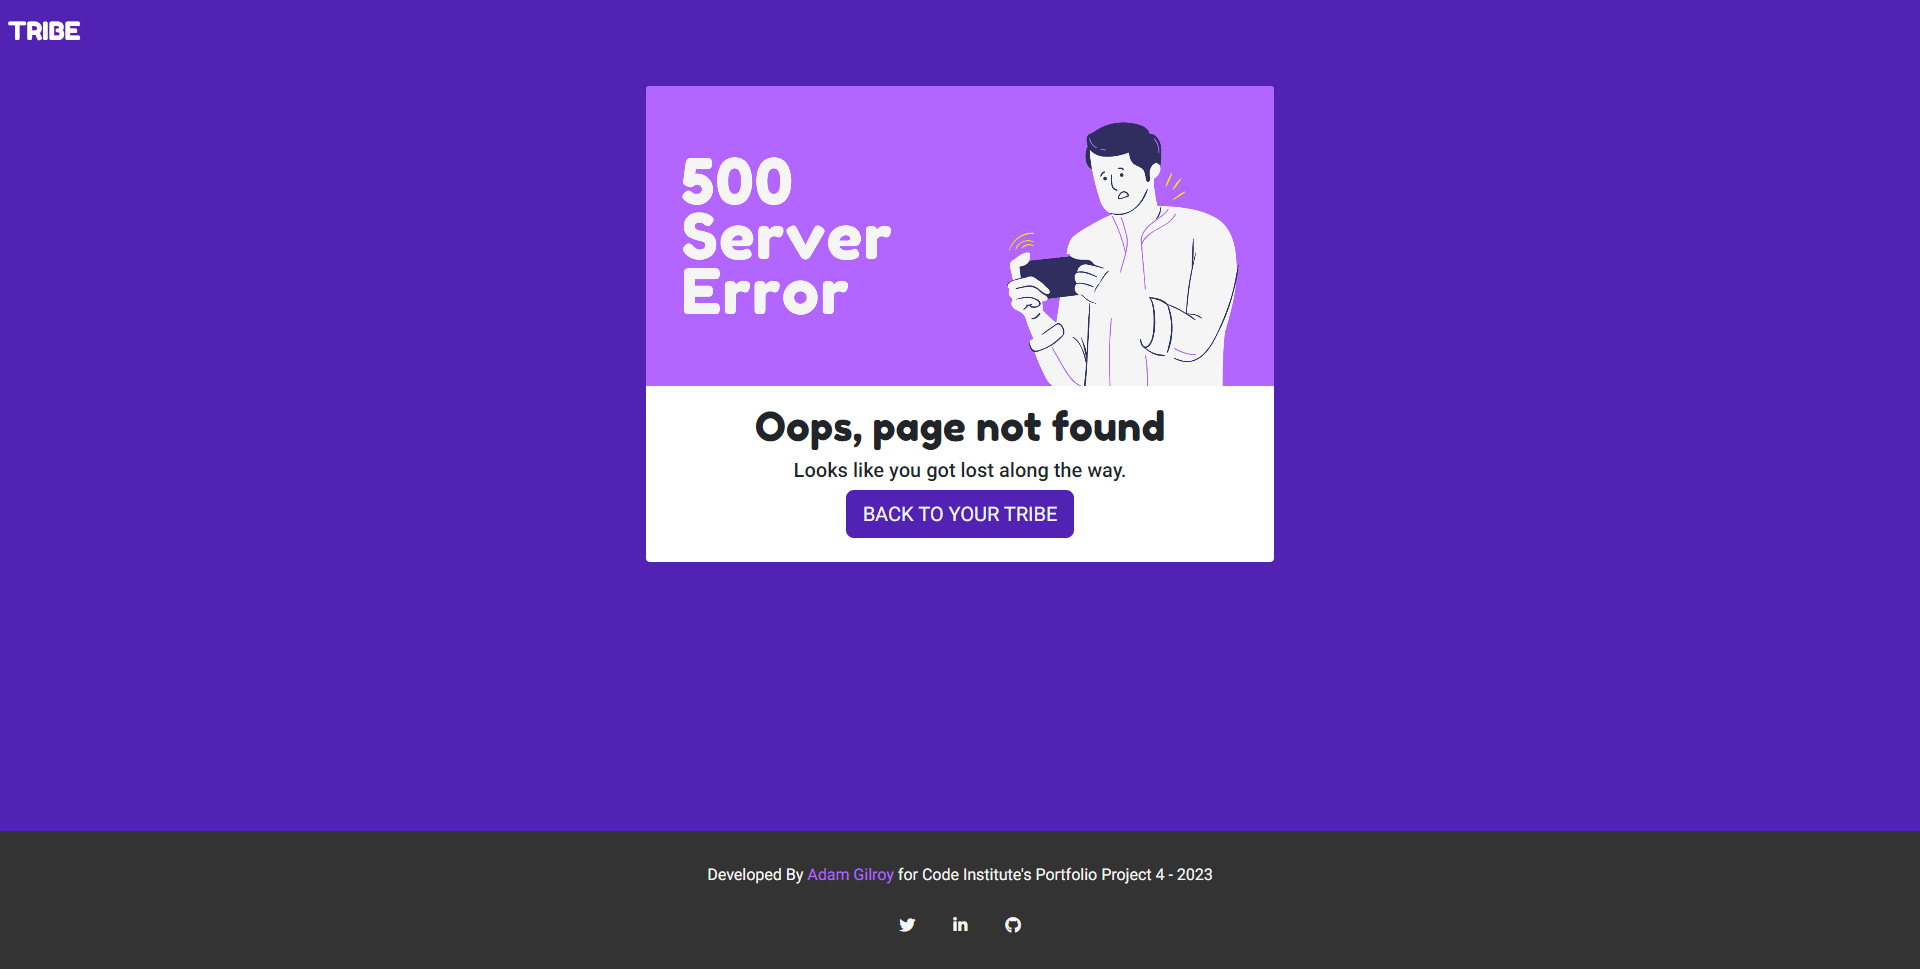 TRIBE
500
Server
Error
Oops, page not found
Looks like you got lost along the way.
BACK TO YOUR TRIBE
Developed By Adam Gilroy for Code Institute's Portfolio Project 4 - 2023